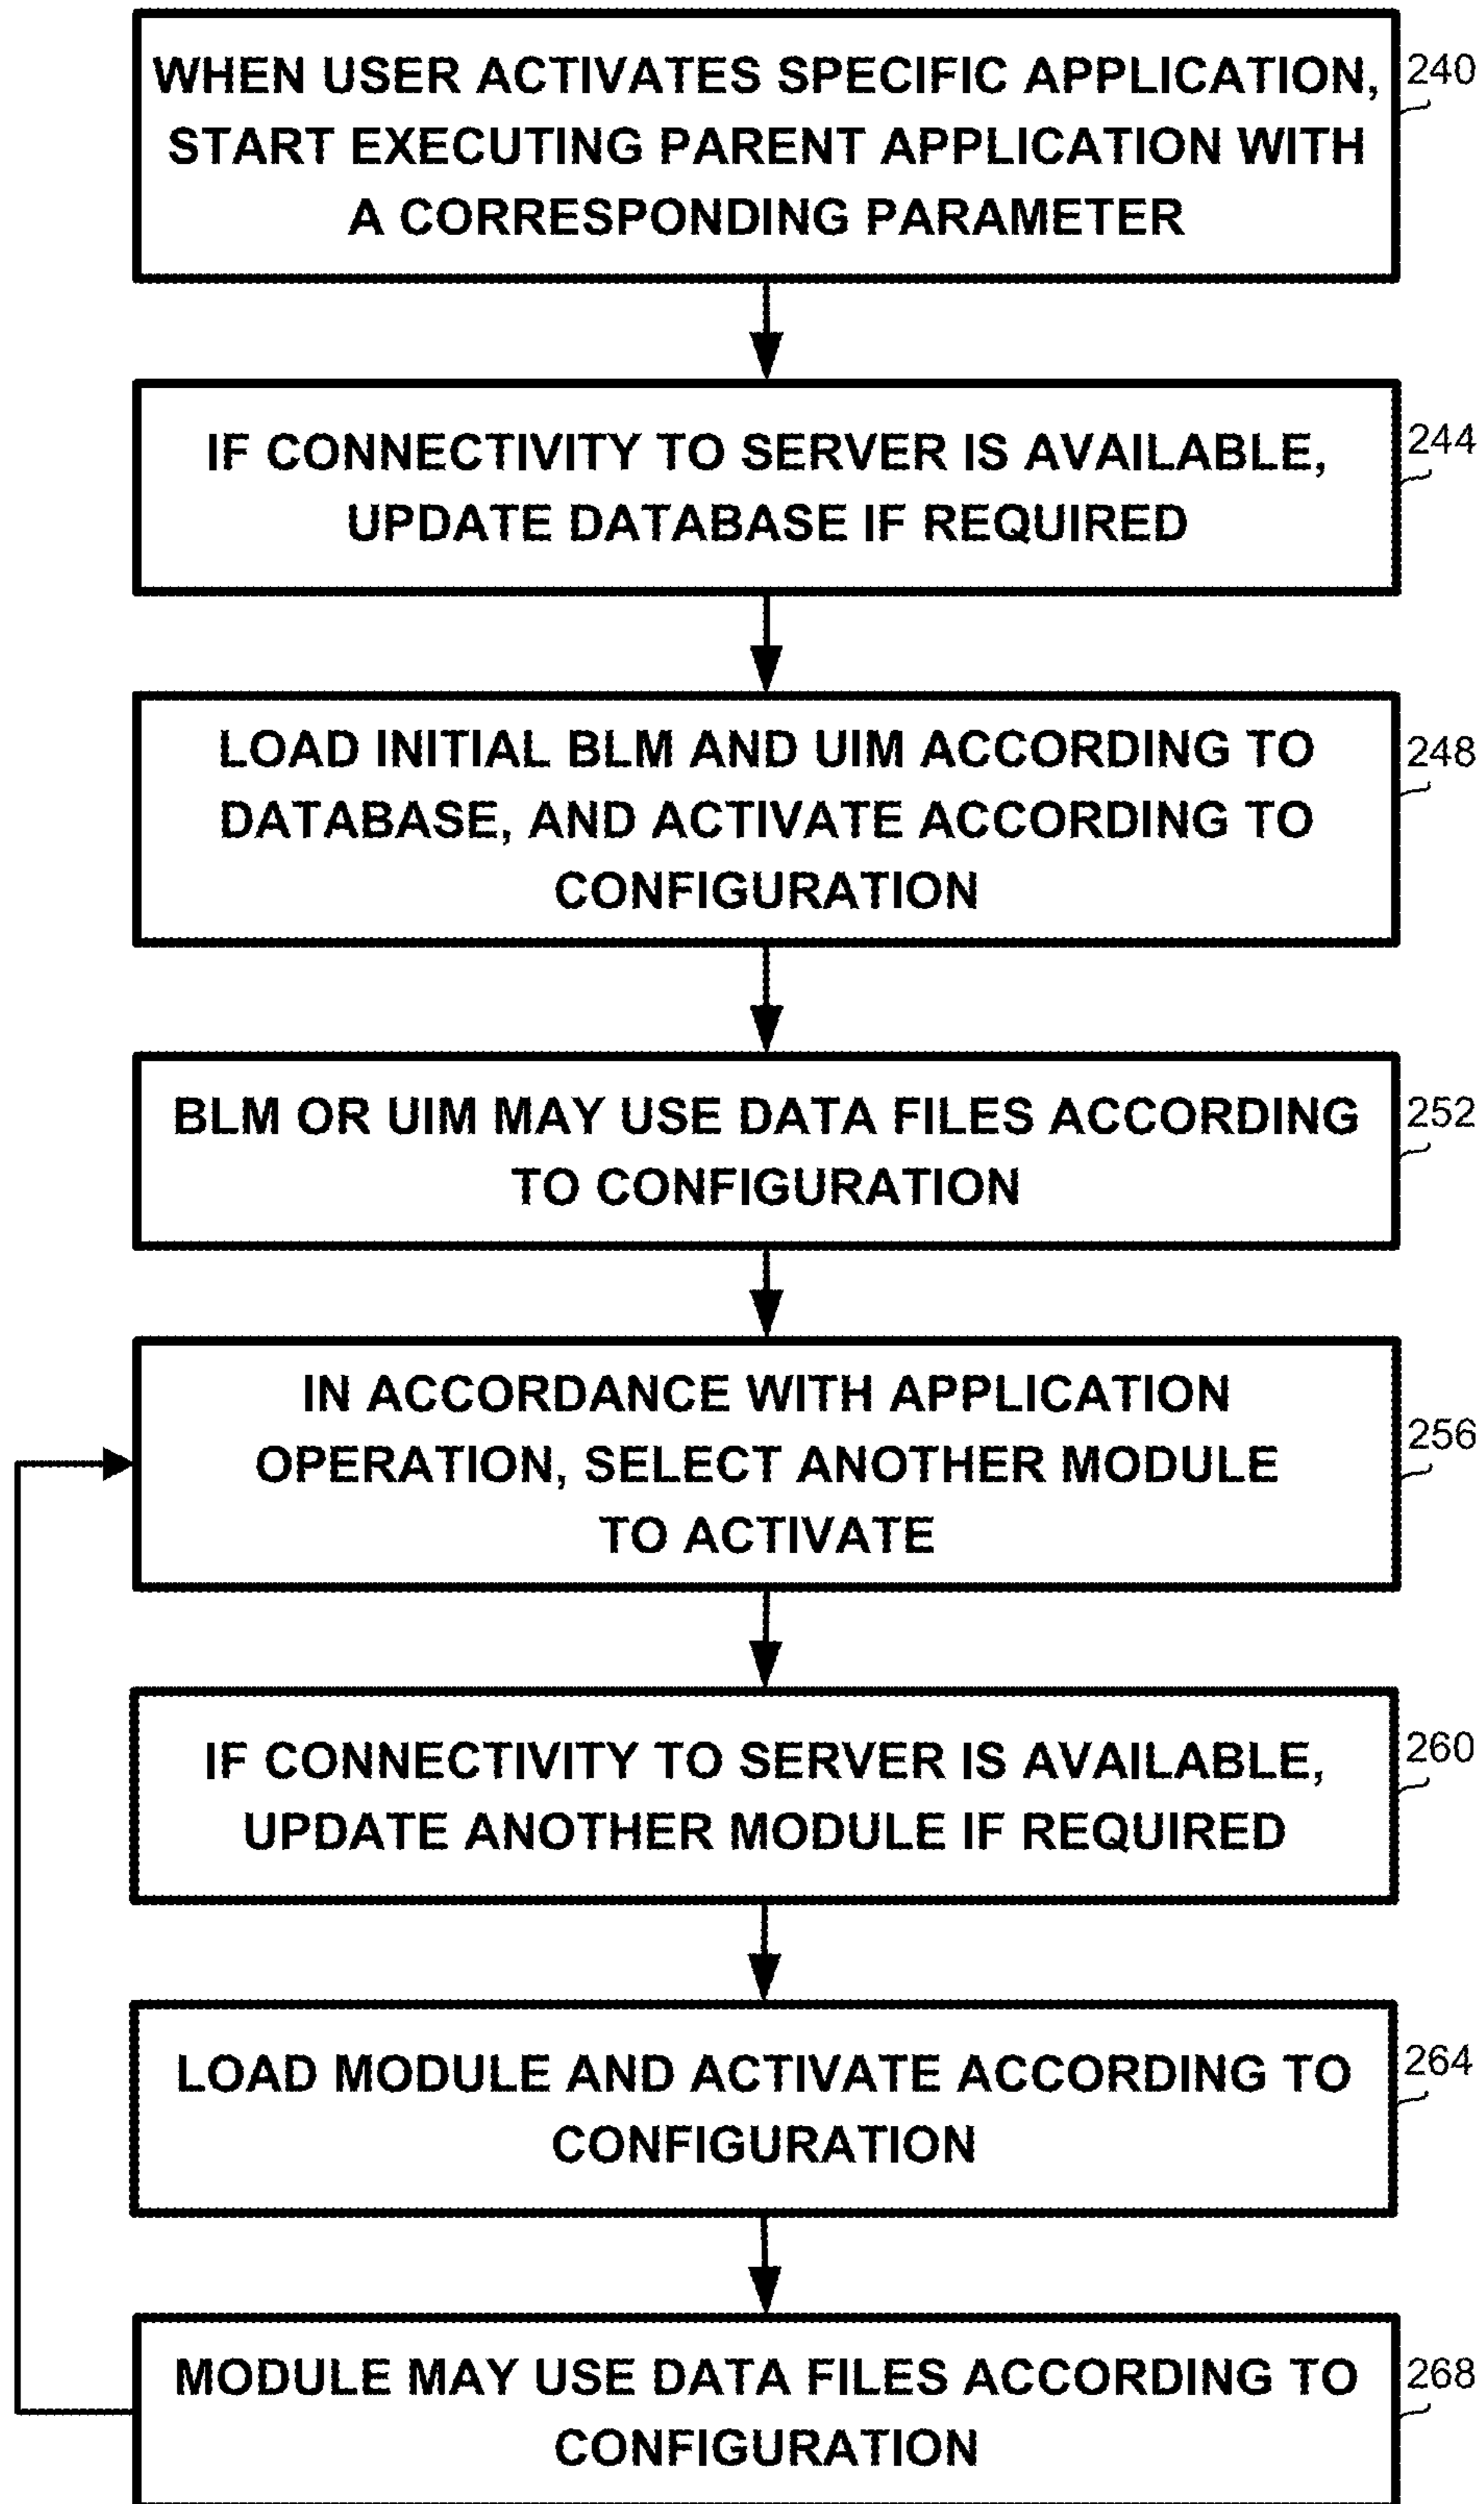 WHEN USER ACTIVATES SPECIFIC APPLICATION,
START EXECUTING PARENT APPLICATION WITH
A CORRESPONDING PARAMETER
240
IF CONNECTIVITY TO SERVER IS AVAILABLE,
UPDATE DATABASE IF REQUIRED
244
LOAD INITIAL BLM AND UIM ACCORDING TO
DATABASE, AND ACTIVATE ACCORDING TO
CONFIGURATION
248
BLM OR UIM MAY USE DATA FILES ACCORDING
TO CONFIGURATION
252
IN ACCORDANCE WITH APPLICATION
OPERATION, SELECT ANOTHER MODULE
TO ACTIVATE
256
IF CONNECTIVITY TO SERVER IS AVAILABLE,
UPDATE ANOTHER MODULE IF REQUIRED
260
LOAD MODULE AND ACTIVATE ACCORDING TO
CONFIGURATION
264
MODULE MAY USE DATA FILES ACCORDING TO
CONFIGURATION
268